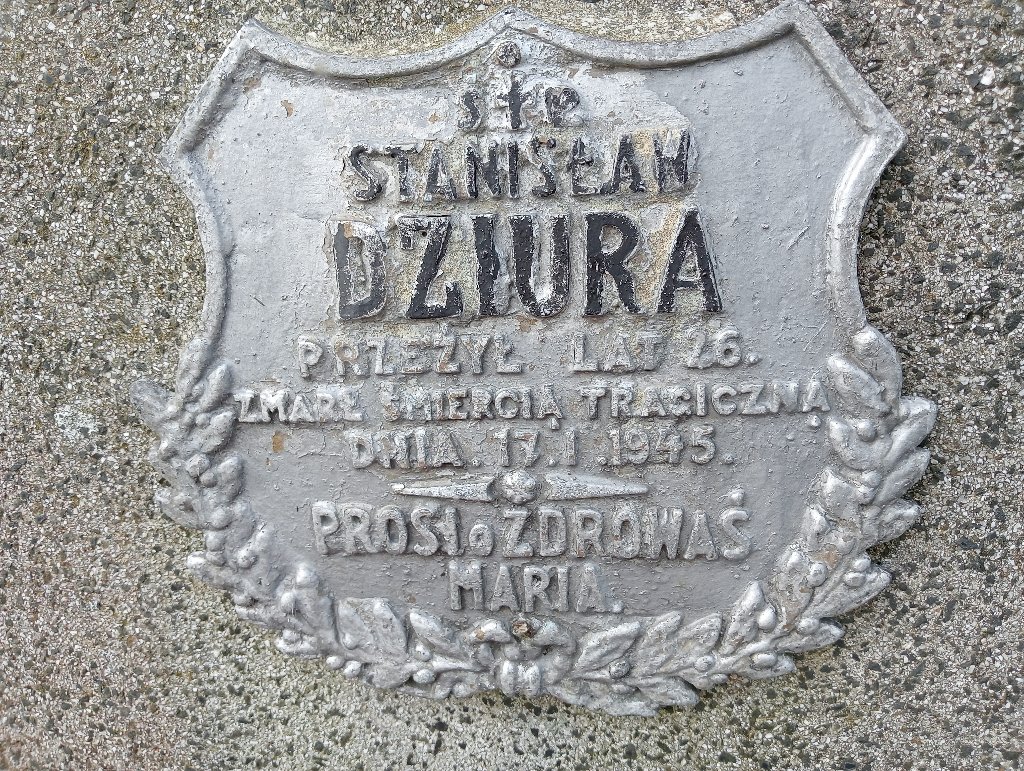 ś✝P
STANISŁAW
DZIURA
PRZEŻYŁ LAT 26.
ZMARŁ ŚMIERCIĄ TRAGICZNĄ
DNIA. 17.I.1945.
PROSI.o ZDROWAŚ
MARIA.